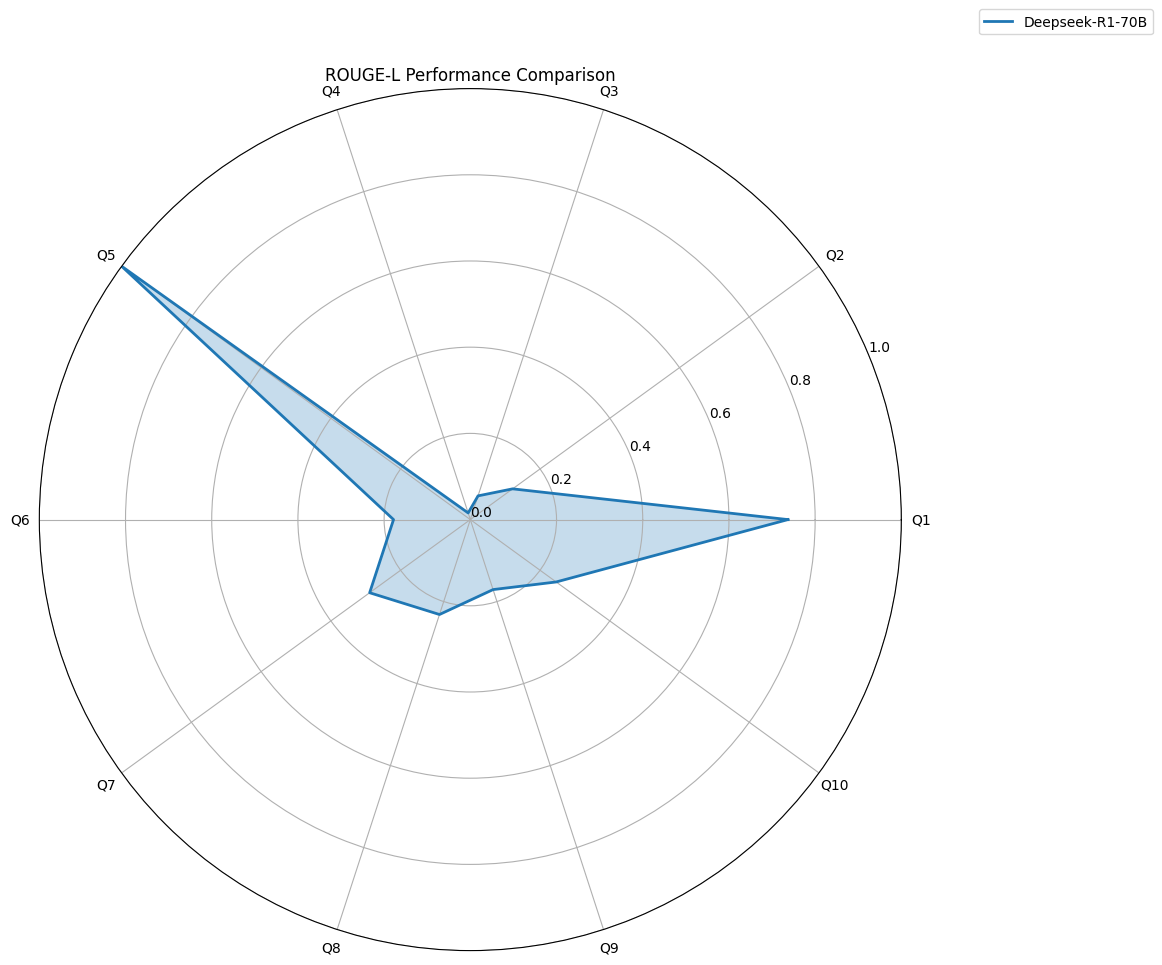 Deepseek-R1-70B
ROUGE-L Performance Comparison
Q4
Q3
Q5
Q2
1.0
0.8
0.6
0.4
0.2
0.0
Q6
Q1
Q7
Q10
Q8
Q9